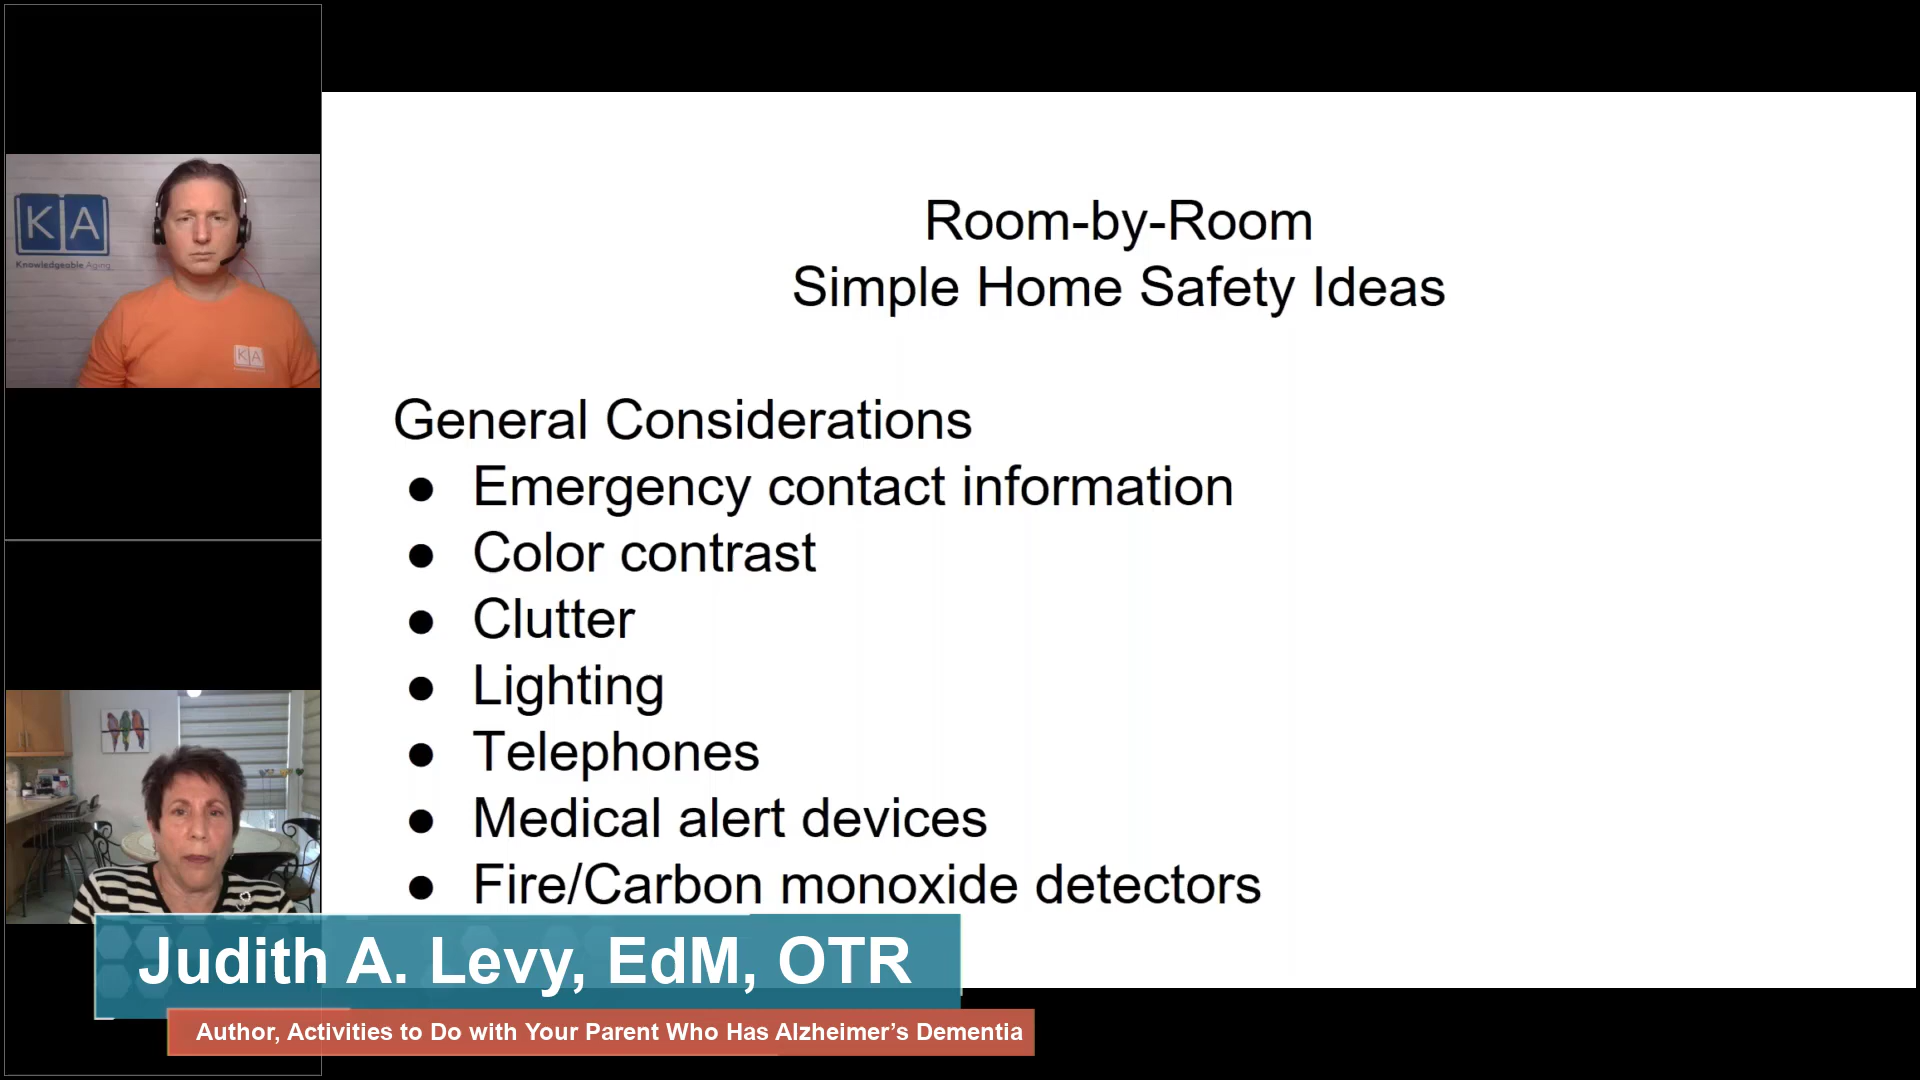 K A
Knowledgeable Aging
K A
Room-by-Room
Simple Home Safety Ideas
General Considerations
● Emergency contact information
● Color contrast
● Clutter
● Lighting
● Telephones
● Medical alert devices
● Fire/Carbon monoxide detectors
Judith A. Levy, EdM, OTR
Author, Activities to Do with Your Parent Who Has Alzheimer’s Dementia